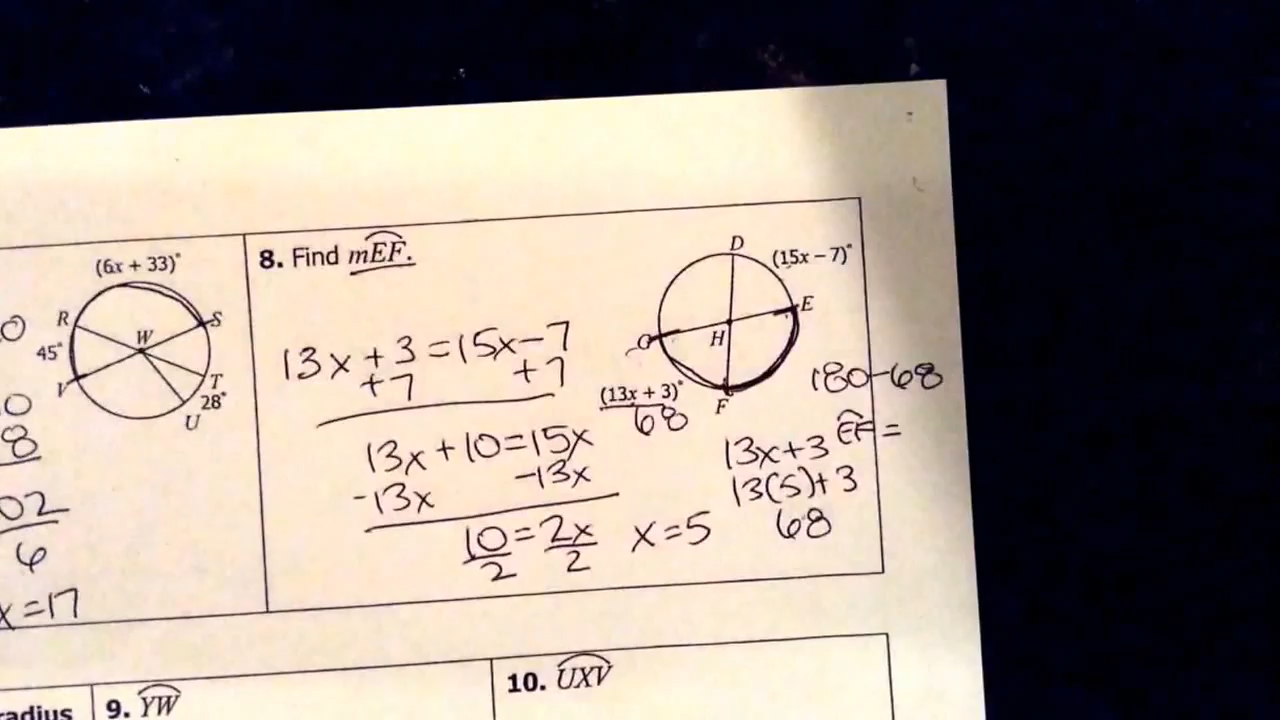 (6x + 33)°
R
S
W
45°
V
T
28°
U
0
0
8
02
6
x=17
8. Find mEF.
D
(15x – 7)°
E
G
H
F
(13x + 3)°
68
13x+3=15x-7
+7 +7
13x+10=15x
-13x -13x
10=2x
2 2
x=5
180-68
EF=
13x+3
13(5)+3
68
radius
9. YW
10. UXV